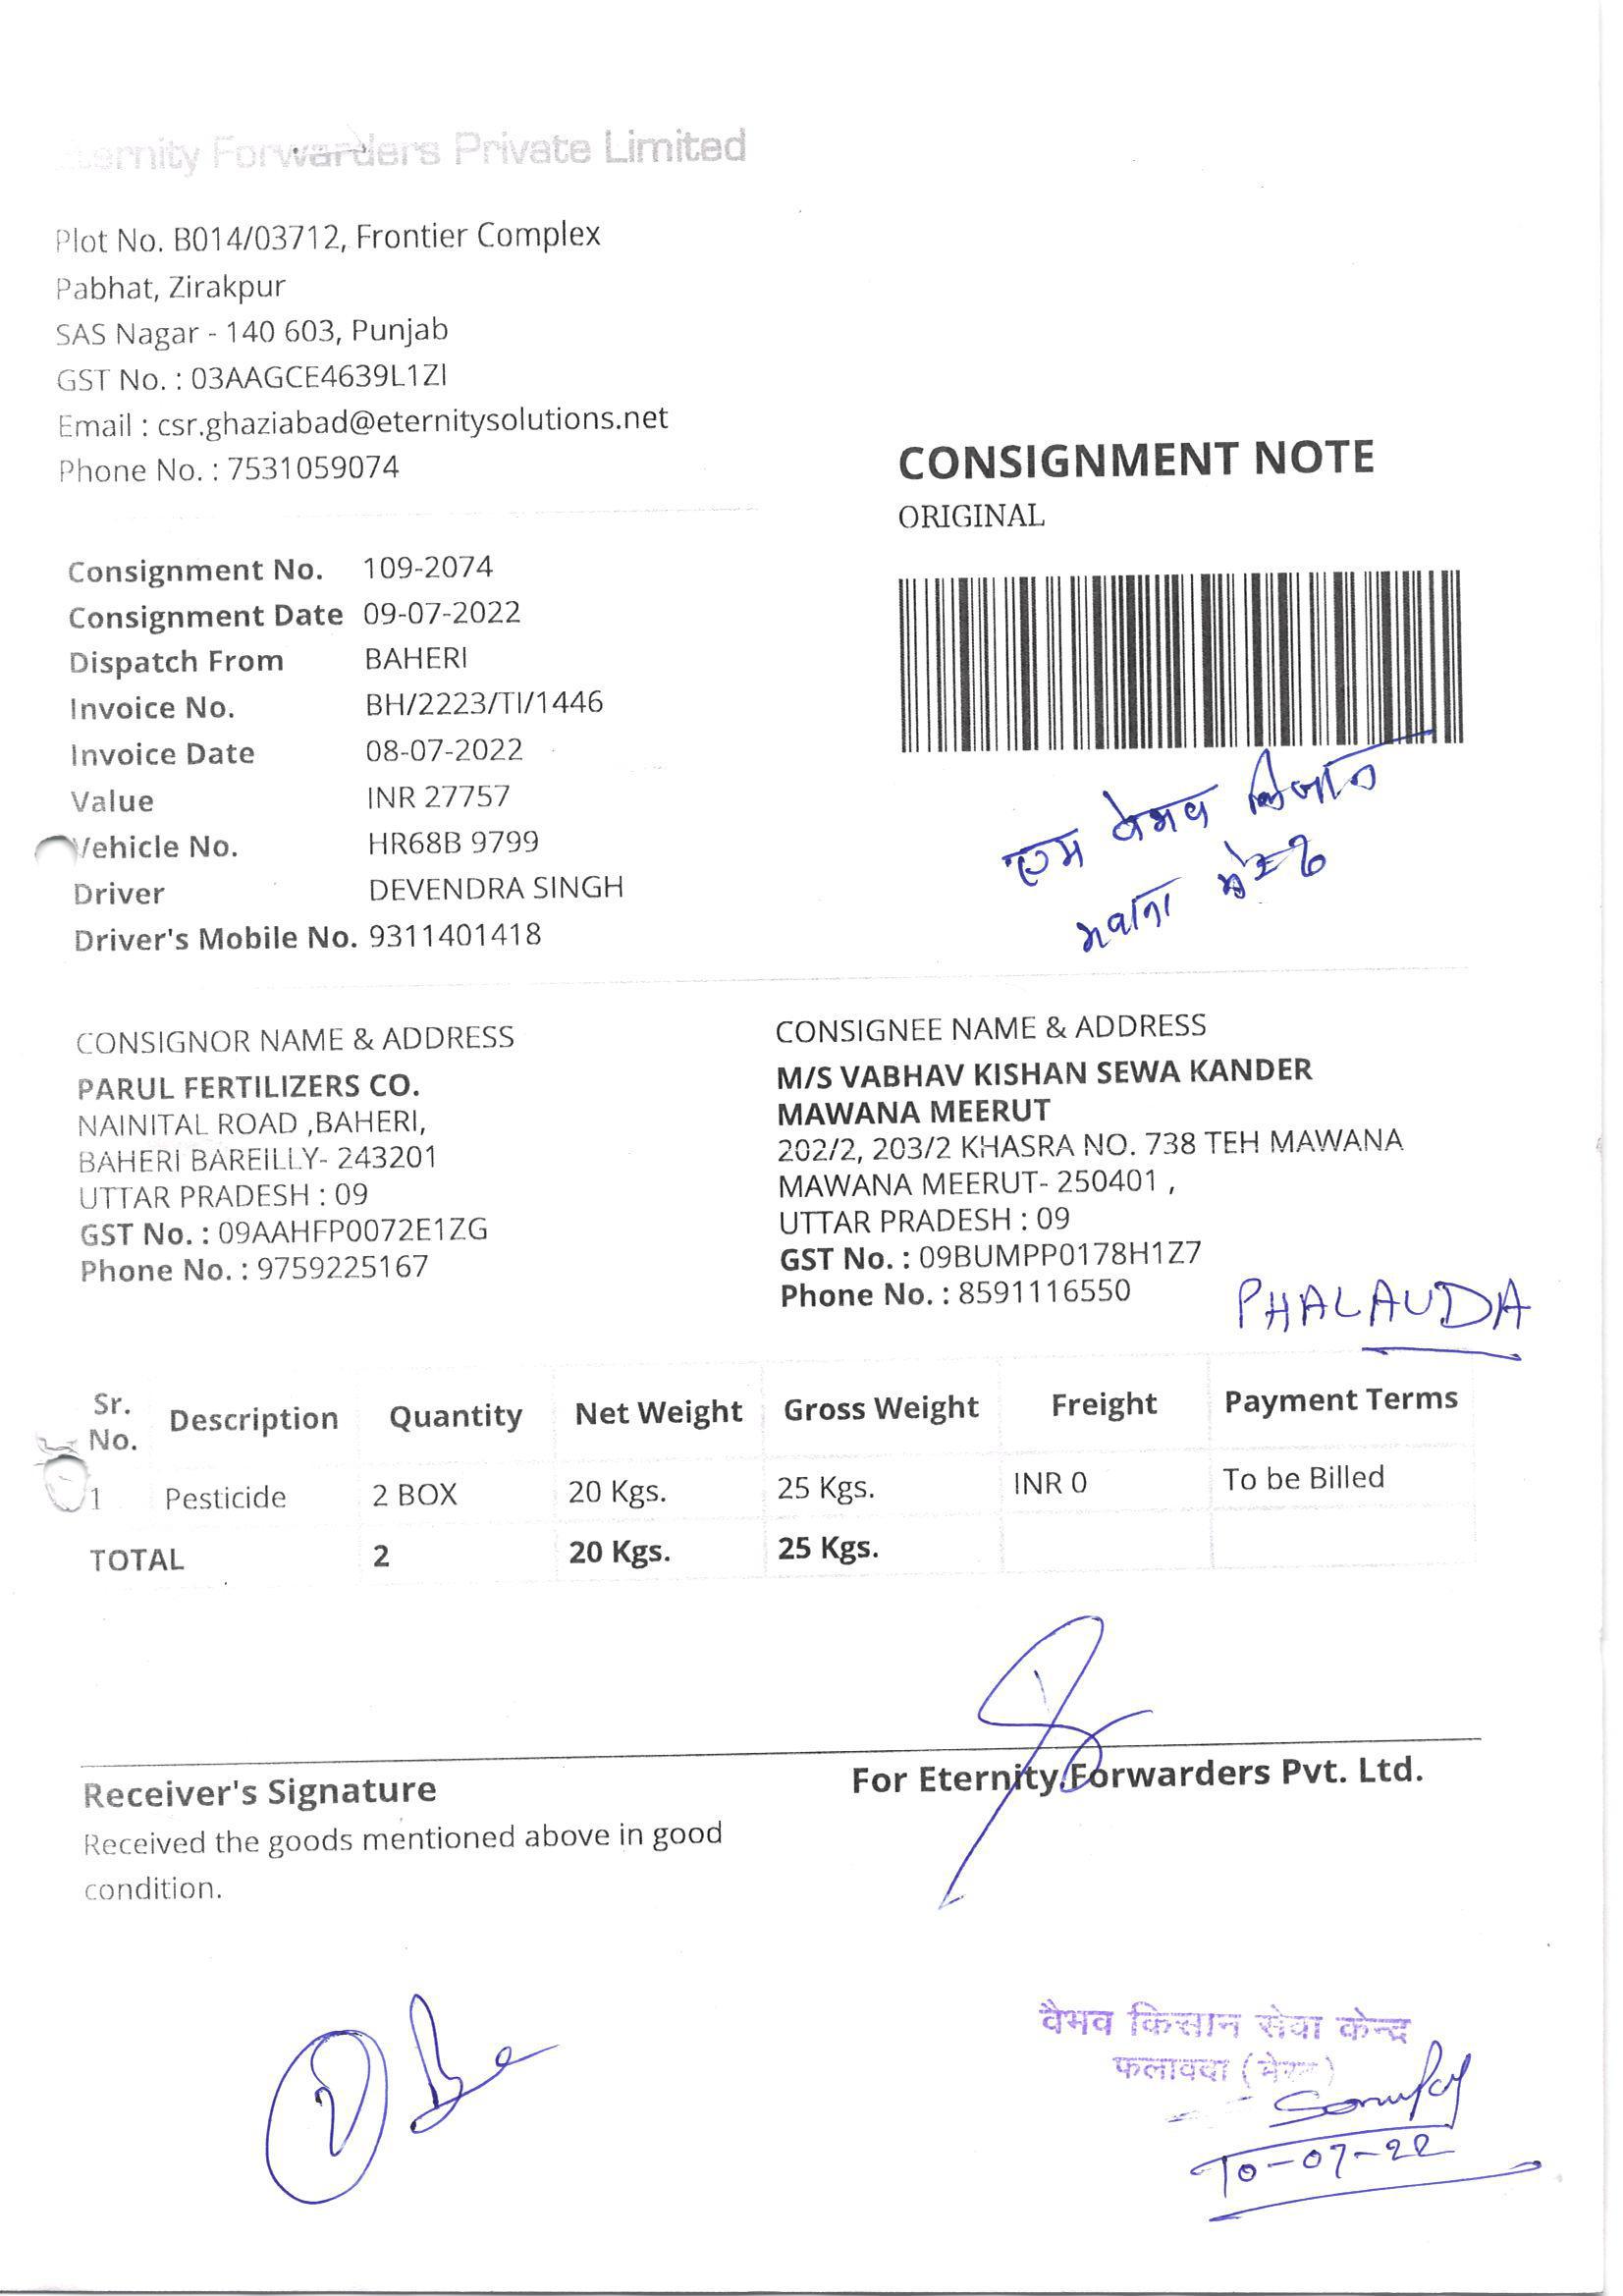 Eternity Forwarders Private Limited
Plot No. B014/03712, Frontier Complex
Pabhat, Zirakpur
SAS Nagar - 140 603, Punjab
GST No. : 03AAGCE4639L1ZI
Email : csr.ghaziabad@eternitysolutions.net
Phone No. : 7531059074
CONSIGNMENT NOTE
ORIGINAL
Consignment No. 109-2074
Consignment Date 09-07-2022
Dispatch From BAHERI
Invoice No. BH/2223/TI/1446
Invoice Date 08-07-2022
Value INR 27757
Vehicle No. HR68B 9799
Driver DEVENDRA SINGH
Driver's Mobile No. 9311401418
वैभव किसान
मवाना मेरठ
CONSIGNOR NAME & ADDRESS
PARUL FERTILIZERS CO.
NAINITAL ROAD ,BAHERI,
BAHERI BAREILLY- 243201
UTTAR PRADESH : 09
GST No. : 09AAHFP0072E1ZG
Phone No. : 9759225167
CONSIGNEE NAME & ADDRESS
M/S VABHAV KISHAN SEWA KANDER
MAWANA MEERUT
202/2, 203/2 KHASRA NO. 738 TEH MAWANA
MAWANA MEERUT- 250401 ,
UTTAR PRADESH : 09
GST No. : 09BUMPP0178H1Z7
Phone No. : 8591116550
PHALAUDA
Sr. No. Description Quantity Net Weight Gross Weight Freight Payment Terms
1 Pesticide 2 BOX 20 Kgs. 25 Kgs. INR 0 To be Billed
TOTAL 2 20 Kgs. 25 Kgs.
Receiver's Signature
Received the goods mentioned above in good
condition.
For Eternity Forwarders Pvt. Ltd.
वैभव किसान सेवा केन्द्र
फलावदा (मेरठ)
10-07-22